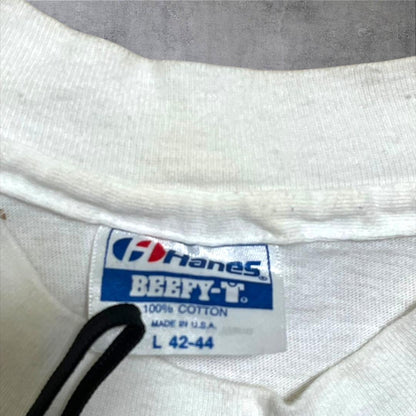 Hanes®
BEEFY-T®
100% COTTON
MADE IN U.S.A.
L 42-44